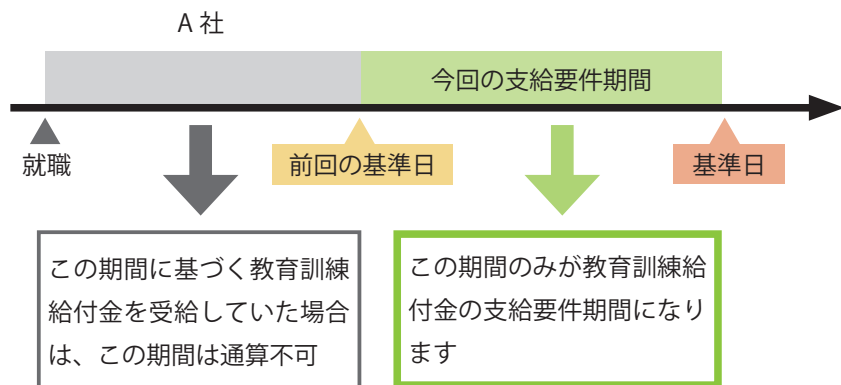 A 社
今回の支給要件期間
就職
前回の基準日
基準日
この期間に基づく教育訓練
給付金を受給していた場合
は、この期間は通算不可
この期間のみが教育訓練給
付金の支給要件期間になり
ます